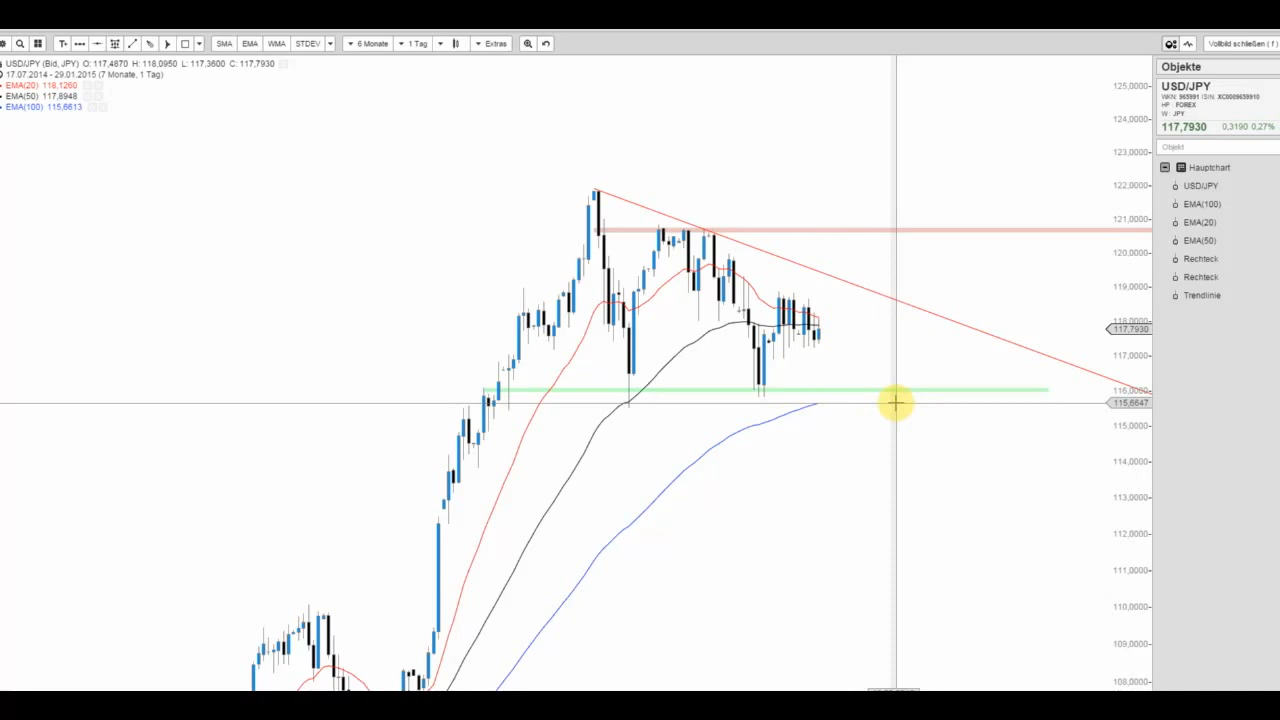 SMA EMA WMA STDEV 6 Monate 1 Tag Extras Vollbild schließen ( f )
USD/JPY (Bid, JPY) O: 117,4870 H: 118,0950 L: 117,3600 C: 117,7930
17.07.2014 - 29.01.2015 (7 Monate, 1 Tag)
EMA(20) 118,1260
EMA(50) 117,8948
EMA(100) 115,6613
125,0000
124,0000
123,0000
122,0000
121,0000
120,0000
119,0000
118,0000
117,7930
117,0000
116,0000
115,6647
115,0000
114,0000
113,0000
112,0000
111,0000
110,0000
109,0000
108,0000
Objekte
USD/JPY
WKN: 965991 ISIN: XC0009659910
HP: FOREX
W: JPY
117,7930 0,3190 0,27%
Objekt
Hauptchart
USD/JPY
EMA(100)
EMA(20)
EMA(50)
Rechteck
Rechteck
Trendlinie